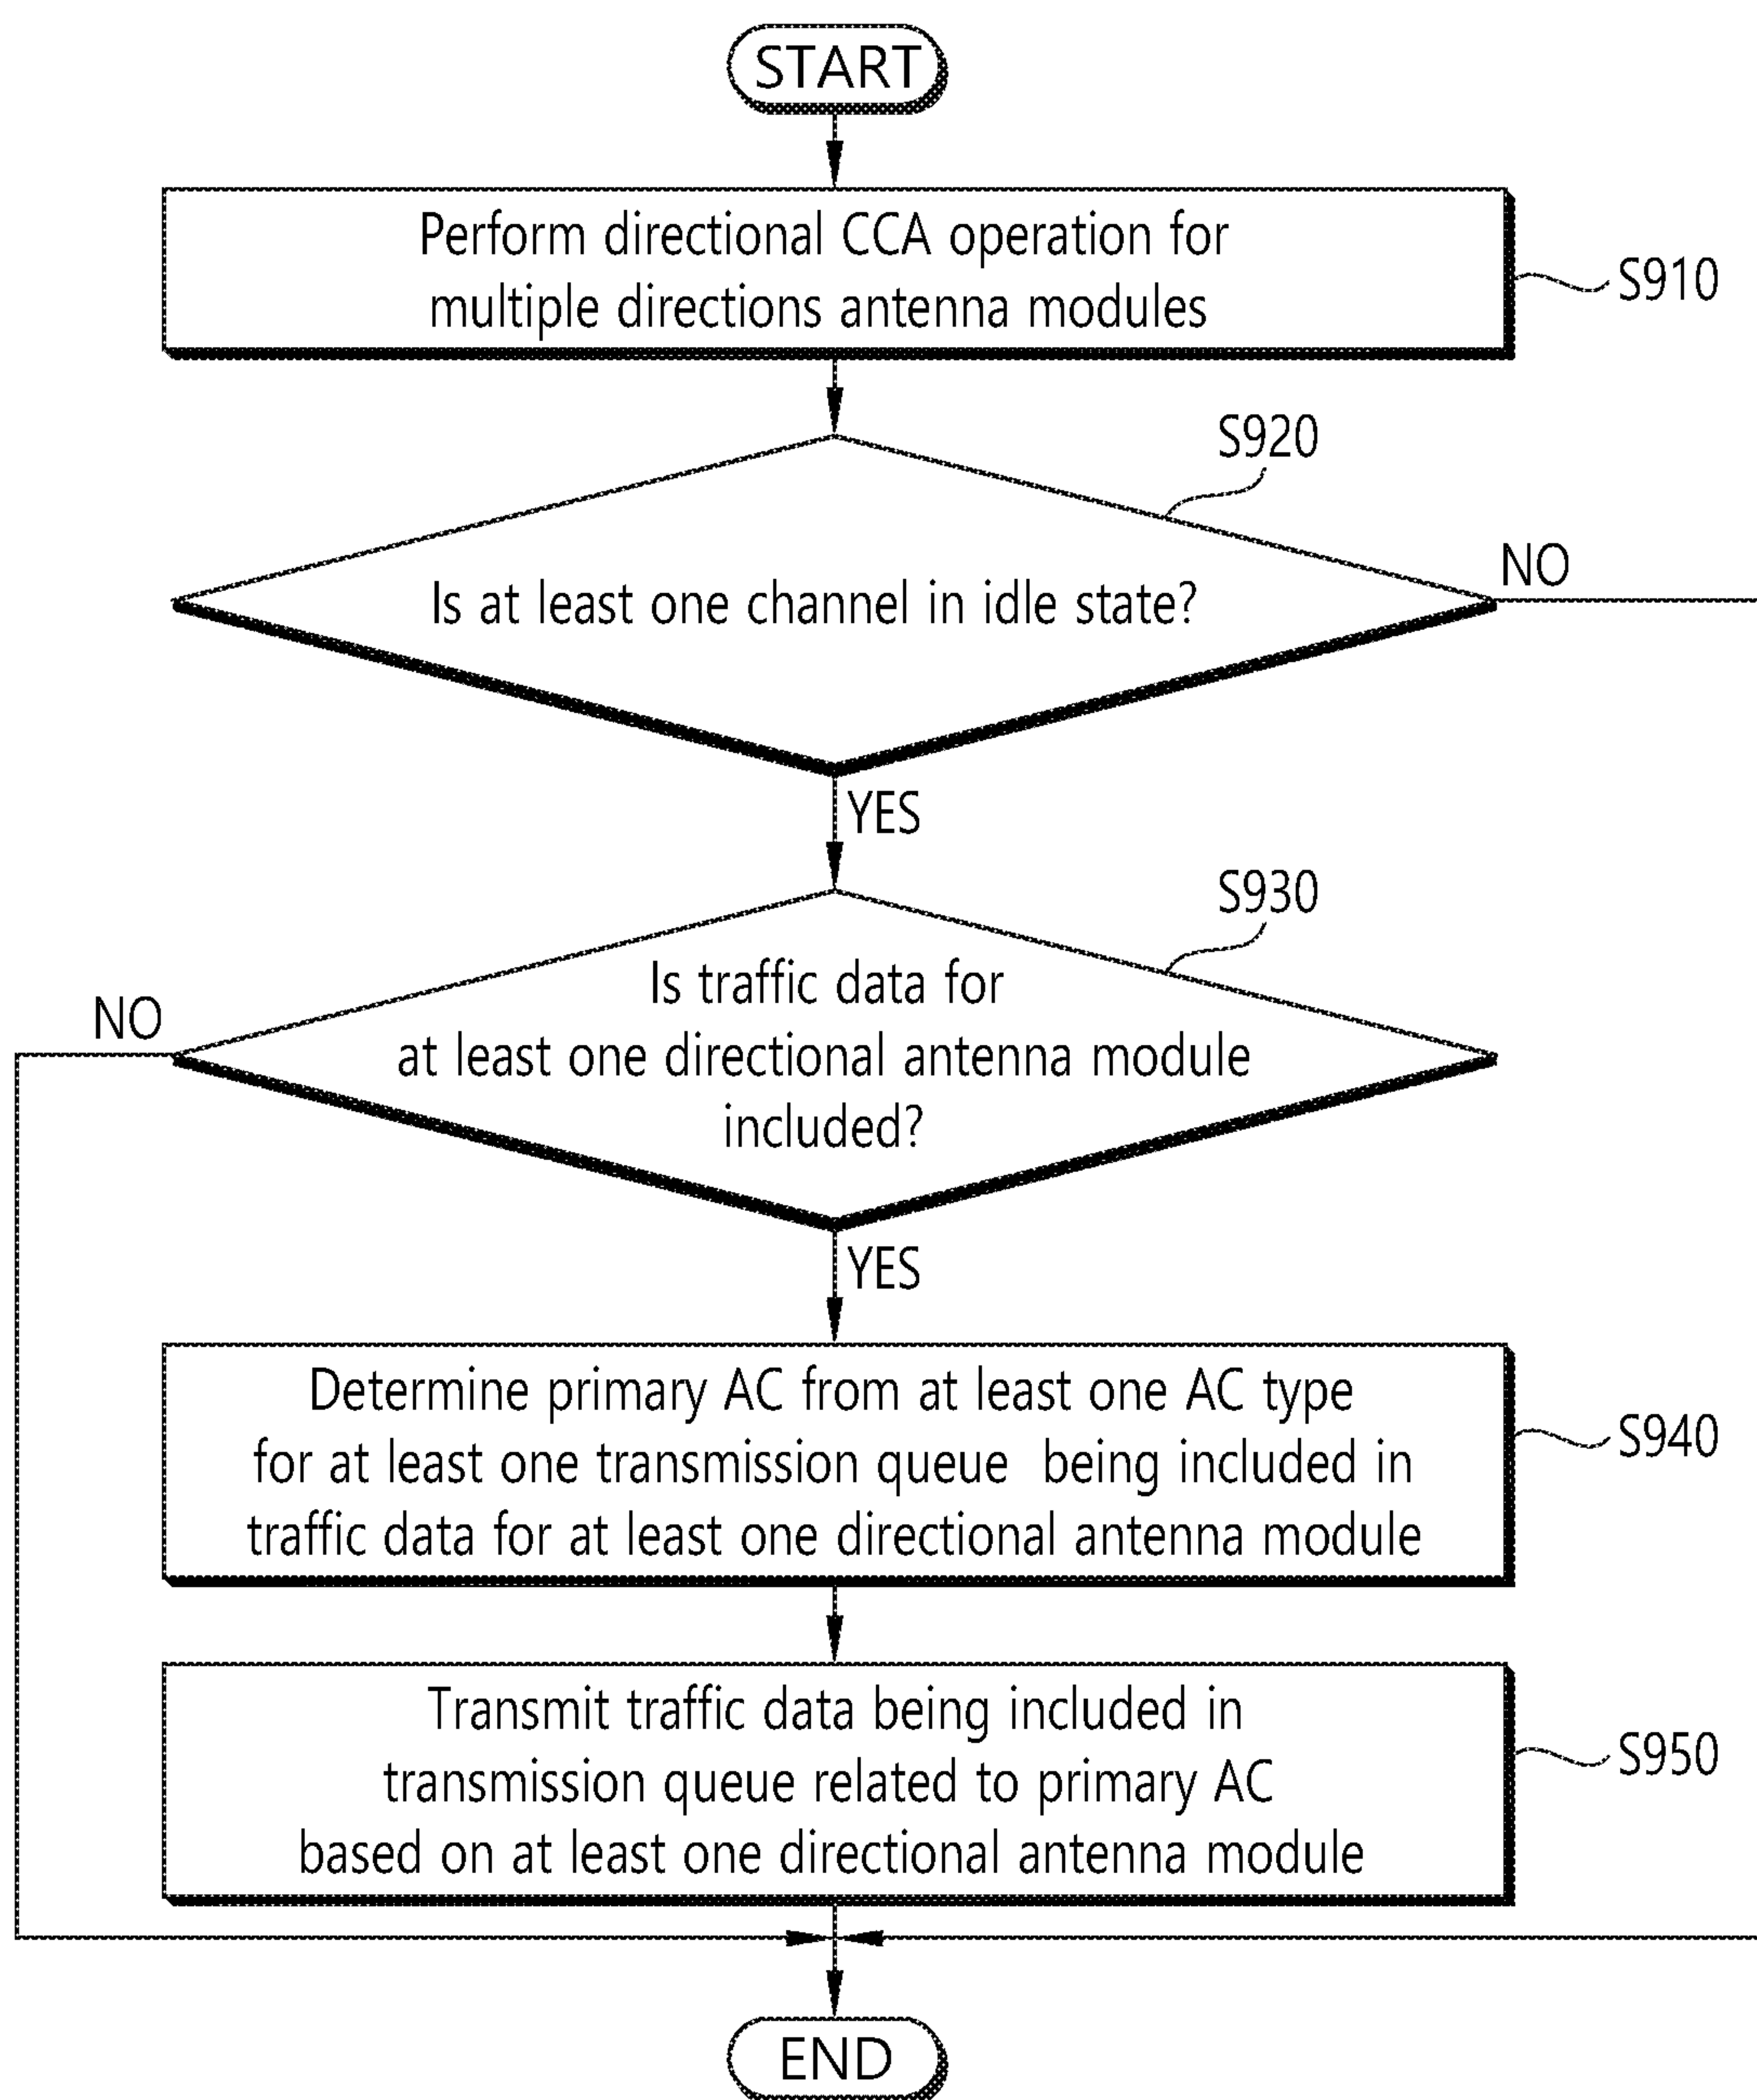 START
Perform directional CCA operation for
multiple directions antenna modules
S910
S920
Is at least one channel in idle state?
NO
YES
S930
Is traffic data for
at least one directional antenna module
included?
NO
YES
Determine primary AC from at least one AC type
for at least one transmission queue being included in
traffic data for at least one directional antenna module
S940
Transmit traffic data being included in
transmission queue related to primary AC
based on at least one directional antenna module
S950
END